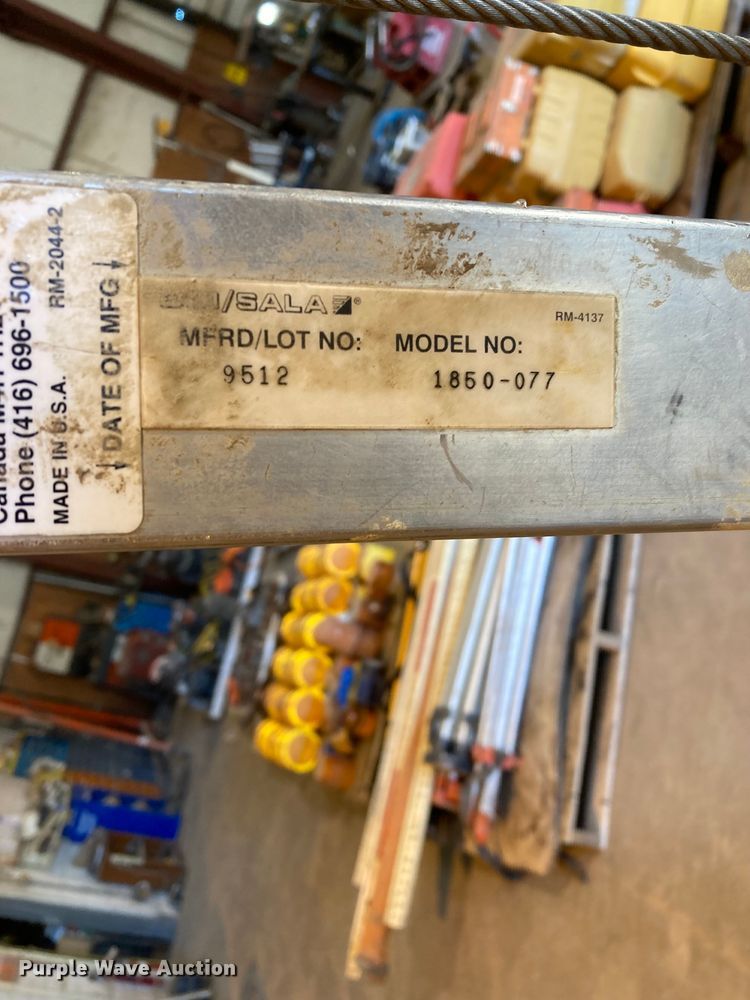 Phone (416) 696-1500
MADE IN U.S.A.
RM-2044-2
DATE OF MFG
/SALA®
RM-4137
MFRD/LOT NO:
MODEL NO:
9512
1850-077
Purple Wave Auction